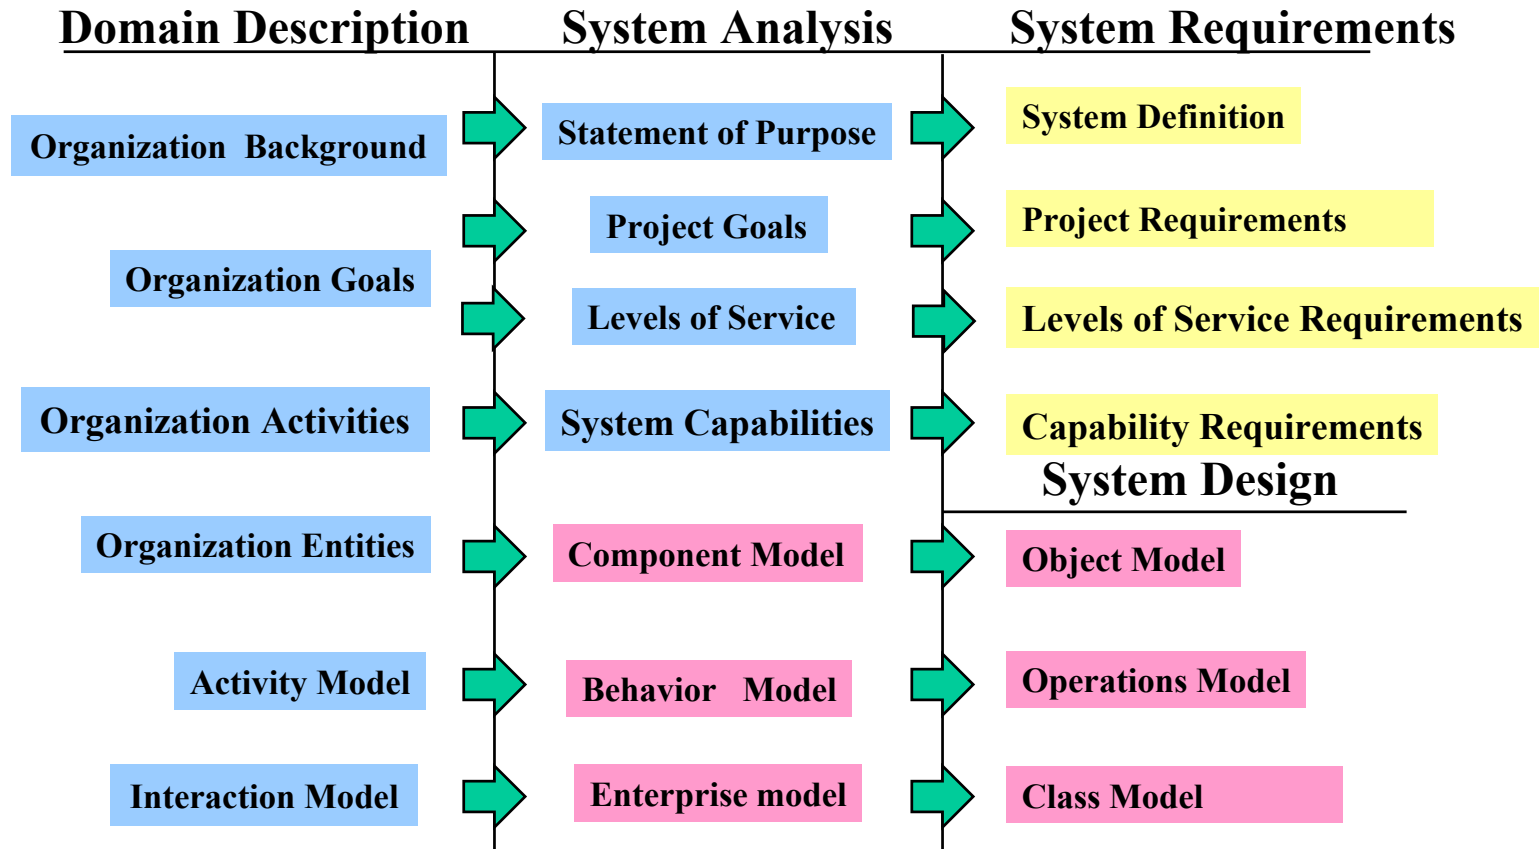 Domain Description
System Analysis
System Requirements
Organization Background
Statement of Purpose
System Definition
Organization Goals
Project Goals
Project Requirements
Levels of Service
Levels of Service Requirements
Organization Activities
System Capabilities
Capability Requirements
System Design
Organization Entities
Component Model
Object Model
Activity Model
Behavior Model
Operations Model
Interaction Model
Enterprise model
Class Model